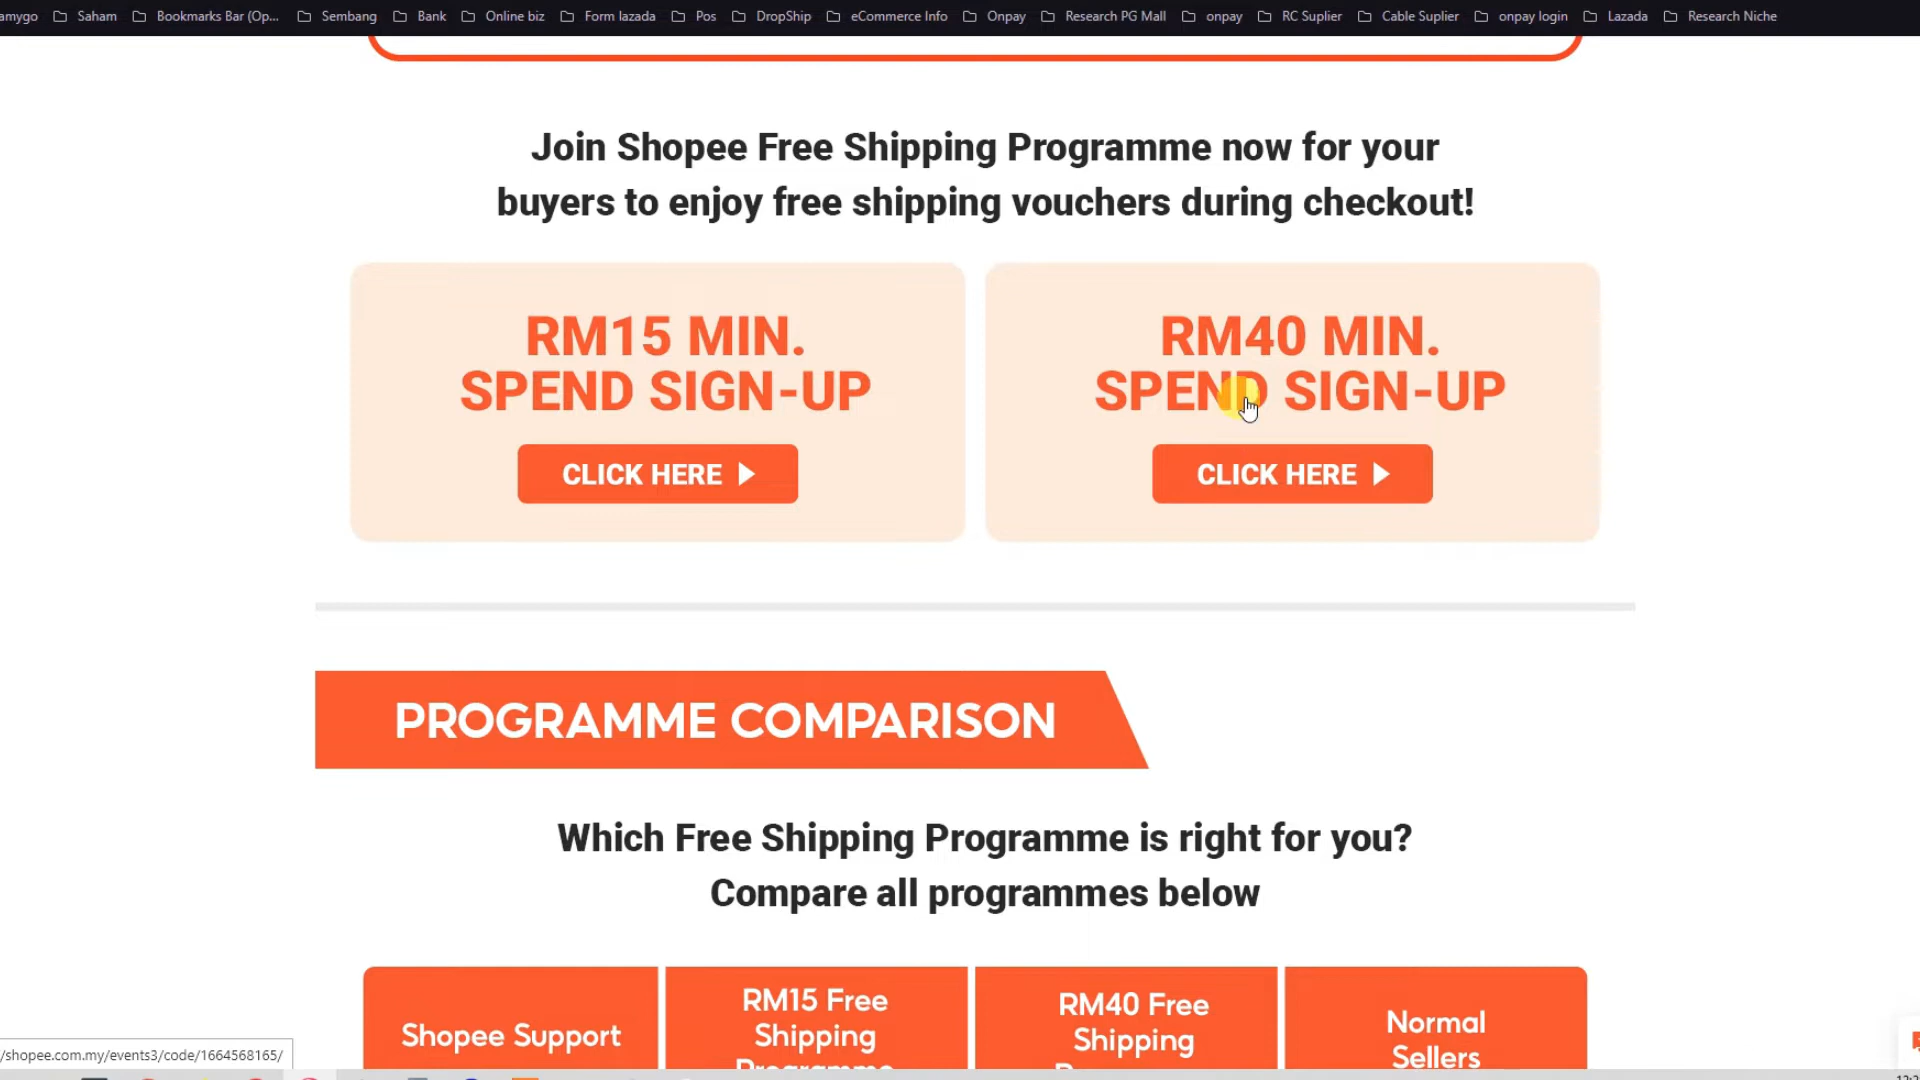 amygo Saham Bookmarks Bar (Op... Sembang Bank Online biz Form lazada Pos DropShip eCommerce Info Onpay Research PG Mall onpay RC Suplier Cable Suplier onpay login Lazada Research Niche
Join Shopee Free Shipping Programme now for your
buyers to enjoy free shipping vouchers during checkout!
RM15 MIN.
SPEND SIGN-UP
CLICK HERE
RM40 MIN.
SPEND SIGN-UP
CLICK HERE
PROGRAMME COMPARISON
Which Free Shipping Programme is right for you?
Compare all programmes below
Shopee Support
RM15 Free
Shipping
Programme
RM40 Free
Shipping
Normal
Sellers
/shopee.com.my/events3/code/1664568165/